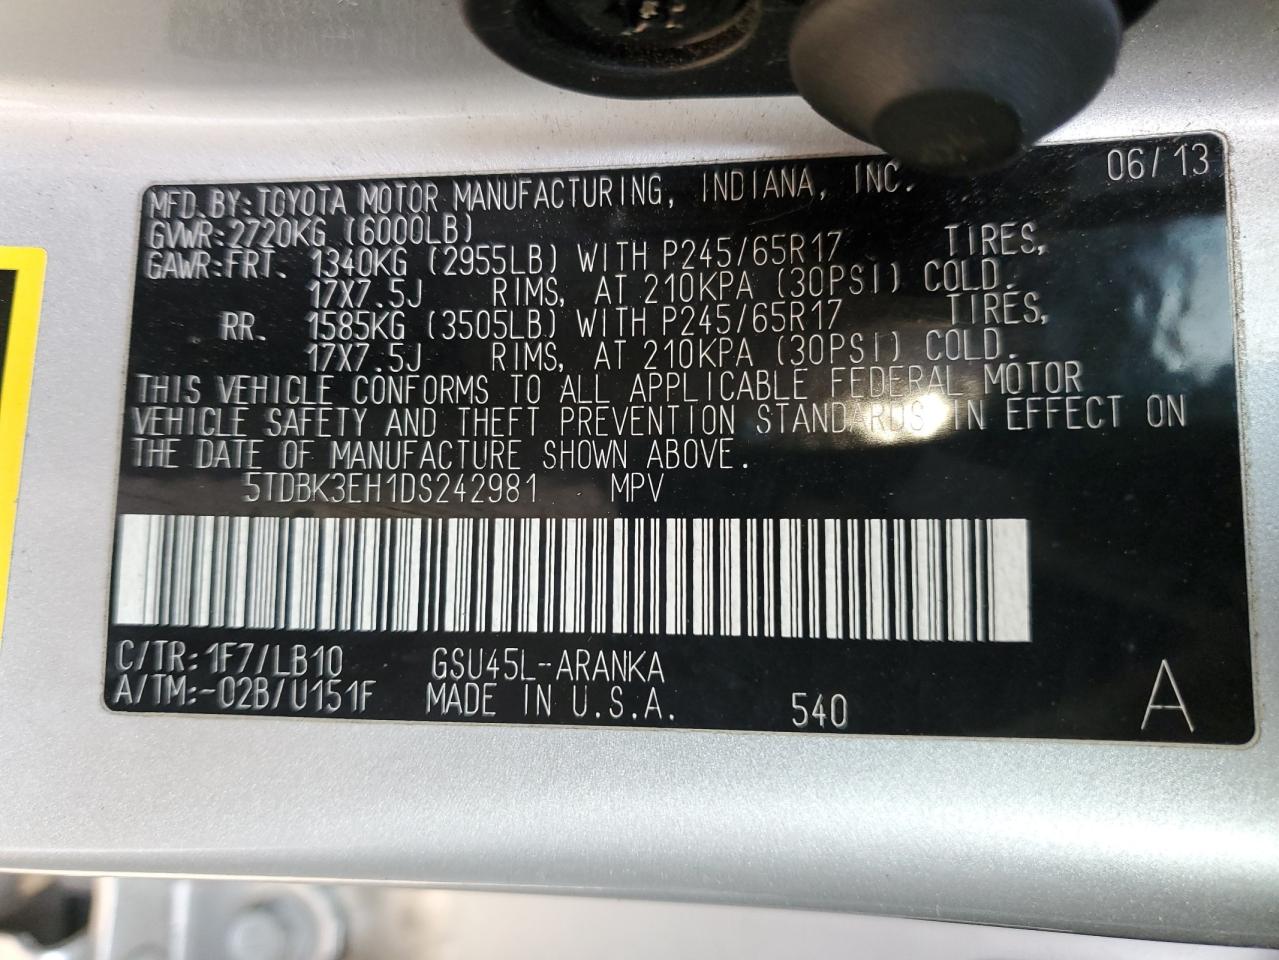 06/13
MFD. BY: TOYOTA MOTOR MANUFACTURING, INDIANA, INC.
GVWR: 2720KG (6000LB)
GAWR: FRT. 1340KG (2955LB) WITH P245/65R17 TIRES,
17X7.5J RIMS, AT 210KPA (30PSI) COLD.
RR. 1585KG (3505LB) WITH P245/65R17 TIRES,
17X7.5J RIMS, AT 210KPA (30PSI) COLD.
THIS VEHICLE CONFORMS TO ALL APPLICABLE FEDERAL MOTOR
VEHICLE SAFETY AND THEFT PREVENTION STANDARDS IN EFFECT ON
THE DATE OF MANUFACTURE SHOWN ABOVE.
5TDBK3EH1DS242981 MPV
C/TR: 1F7/LB10 GSU45L-ARANKA
A/TM:-02B/U151F MADE IN U.S.A. 540 A